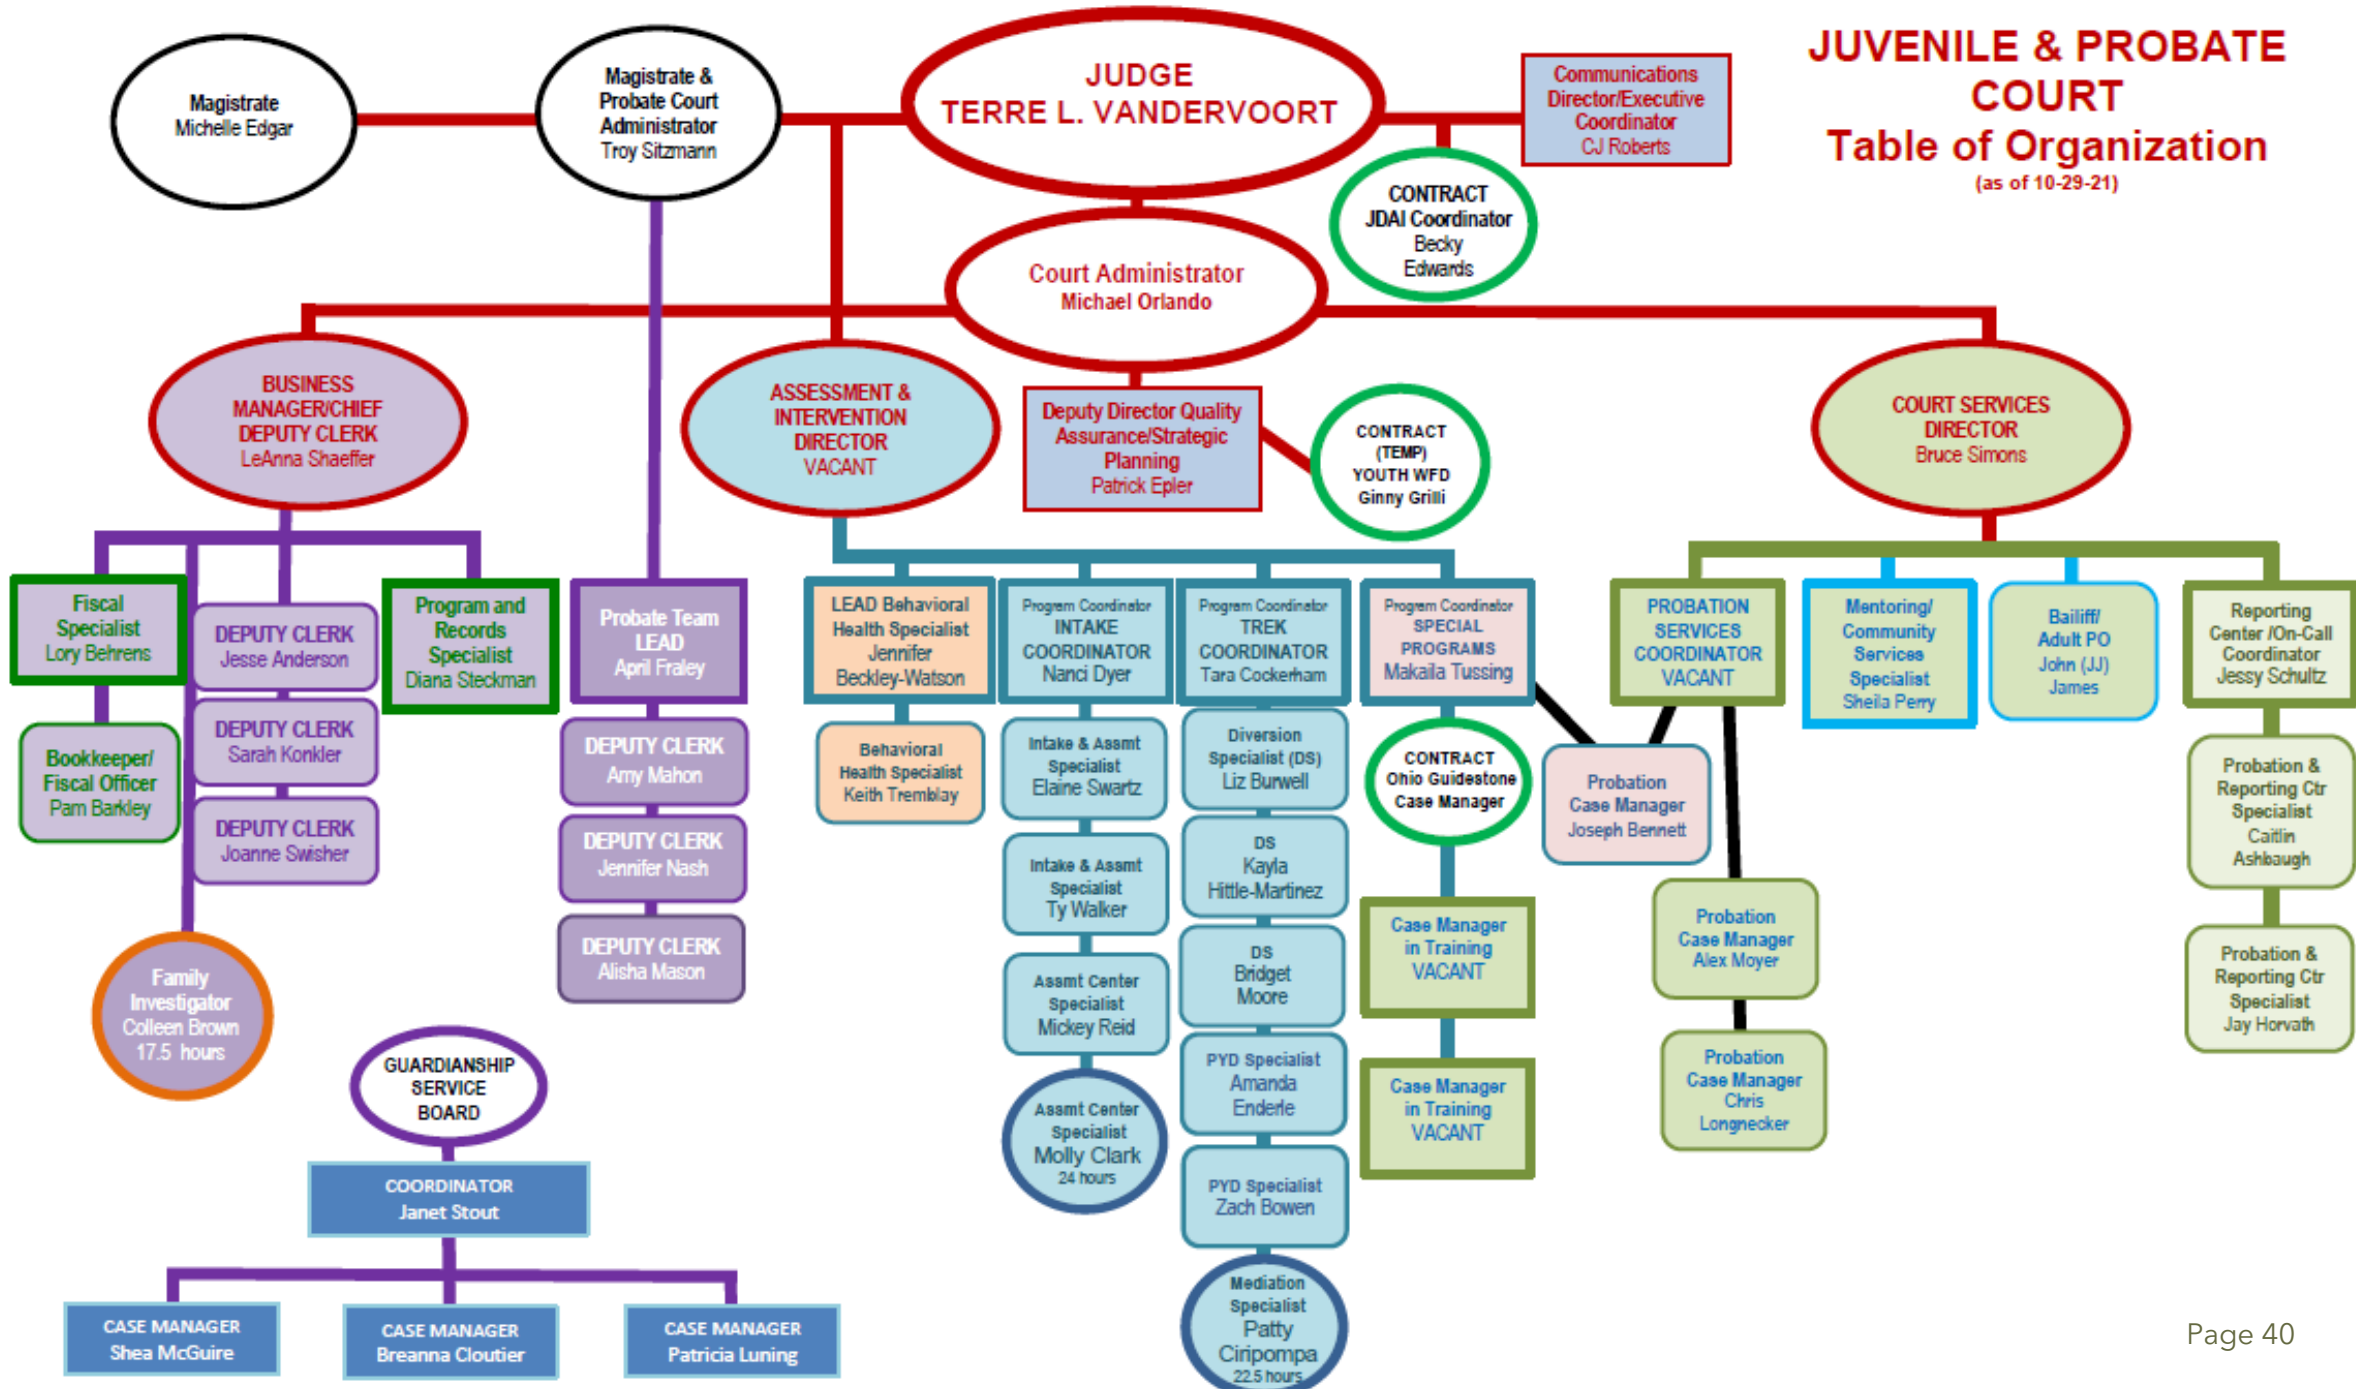 JUVENILE & PROBATE
COURT
Table of Organization
(as of 10-29-21)
Magistrate
Michelle Edgar
Magistrate &
Probate Court
Administrator
Troy Sitzmann
JUDGE
TERRE L. VANDERVOORT
Communications
Director/Executive
Coordinator
CJ Roberts
CONTRACT
JDAI Coordinator
Becky
Edwards
Court Administrator
Michael Orlando
BUSINESS
MANAGER/CHIEF
DEPUTY CLERK
LeAnna Shaeffer
ASSESSMENT &
INTERVENTION
DIRECTOR
VACANT
Deputy Director Quality
Assurance/Strategic
Planning
Patrick Epler
CONTRACT
(TEMP)
YOUTH WFD
Ginny Grilli
COURT SERVICES
DIRECTOR
Bruce Simons
Fiscal
Specialist
Lory Behrens
Bookkeeper/
Fiscal Officer
Pam Barkley
DEPUTY CLERK
Jesse Anderson
DEPUTY CLERK
Sarah Konkler
DEPUTY CLERK
Joanne Swisher
Program and
Records
Specialist
Diana Steckman
Family
Investigator
Colleen Brown
17.5 hours
Probate Team
LEAD
April Fraley
DEPUTY CLERK
Amy Mahon
DEPUTY CLERK
Jennifer Nash
DEPUTY CLERK
Alisha Mason
LEAD Behavioral
Health Specialist
Jennifer
Beckley-Watson
Behavioral
Health Specialist
Keith Tremblay
Program Coordinator
INTAKE
COORDINATOR
Nanci Dyer
Intake & Assmt
Specialist
Elaine Swartz
Intake & Assmt
Specialist
Ty Walker
Assmt Center
Specialist
Mickey Reid
Assmt Center
Specialist
Molly Clark
24 hours
Program Coordinator
TREK
COORDINATOR
Tara Cockerham
Diversion
Specialist (DS)
Liz Burwell
DS
Kayla
Hittle-Martinez
DS
Bridget
Moore
PYD Specialist
Amanda
Enderle
PYD Specialist
Zach Bowen
Mediation
Specialist
Patty
Ciripompa
22.5 hours
Program Coordinator
SPECIAL
PROGRAMS
Makaila Tussing
CONTRACT
Ohio Guidestone
Case Manager
Case Manager
in Training
VACANT
Case Manager
in Training
VACANT
Probation
Case Manager
Joseph Bennett
PROBATION
SERVICES
COORDINATOR
VACANT
Probation
Case Manager
Alex Moyer
Probation
Case Manager
Chris
Longnecker
Mentoring/
Community
Services
Specialist
Sheila Perry
Bailiff/
Adult PO
John (JJ)
James
Reporting
Center /On-Call
Coordinator
Jessy Schultz
Probation &
Reporting Ctr
Specialist
Caitlin
Ashbaugh
Probation &
Reporting Ctr
Specialist
Jay Horvath
GUARDIANSHIP
SERVICE
BOARD
COORDINATOR
Janet Stout
CASE MANAGER
Shea McGuire
CASE MANAGER
Breanna Cloutier
CASE MANAGER
Patricia Luning
Page 40